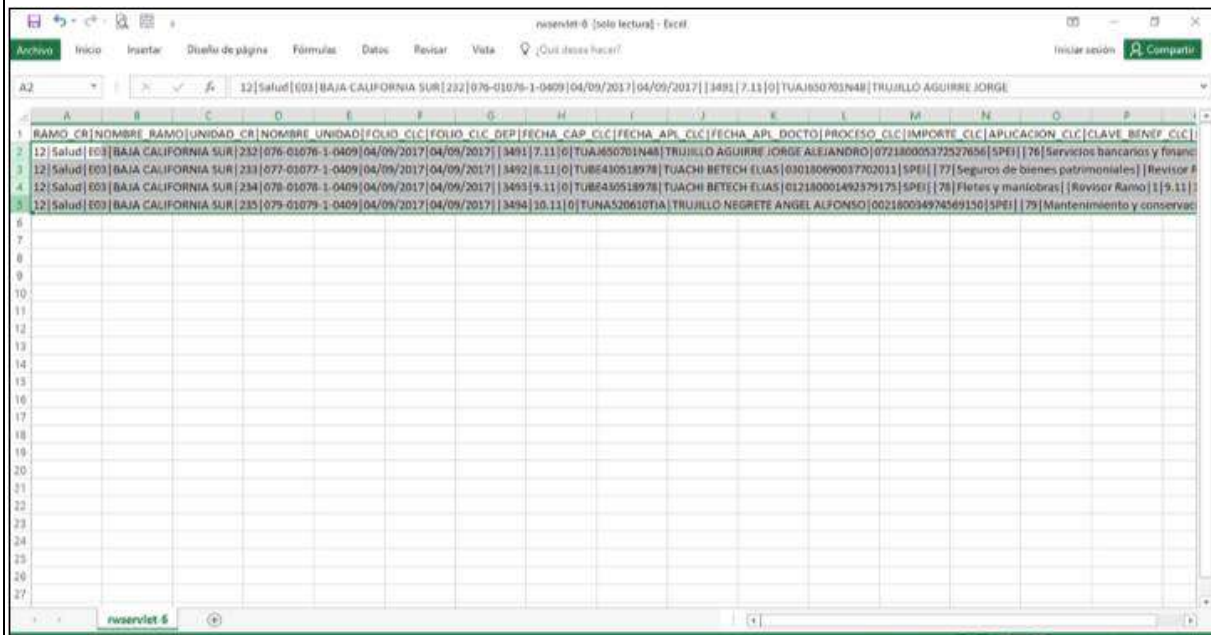 rwservlet-6 [solo lectura] - Excel
Archivo Inicio Insertar Diseño de página Fórmulas Datos Revisar Vista ¿Qué desea hacer? Iniciar sesión Compartir
A2 fx 12|Salud|E03|BAJA CALIFORNIA SUR|232|076-01076-1-0409|04/09/2017|04/09/2017||3491|7.11|0|TUAJ650701N48|TRUJILLO AGUIRRE JORGE
A B C D E F G H I J K L M N O P
1 RAMO_CR|NOMBRE_RAMO|UNIDAD_CR|NOMBRE_UNIDAD|FOLIO_CLC|FOLIO_CLC_DEP|FECHA_CAP_CLC|FECHA_APL_CLC|FECHA_APL_DOCTO|PROCESO_CLC|IMPORTE_CLC|APLICACION_CLC|CLAVE_BENEF_CLC|
2 12|Salud|E03|BAJA CALIFORNIA SUR|232|076-01076-1-0409|04/09/2017|04/09/2017||3491|7.11|0|TUAJ650701N48|TRUJILLO AGUIRRE JORGE ALEJANDRO|072180005372527656|SPEI||76|Servicios bancarios y financ
3 12|Salud|E03|BAJA CALIFORNIA SUR|233|077-01077-1-0409|04/09/2017|04/09/2017||3492|8.11|0|TUBE430518978|TUACHI BETECH ELIAS|030180690037702011|SPEI||77|Seguros de bienes patrimoniales||Revisor R
4 12|Salud|E03|BAJA CALIFORNIA SUR|234|078-01078-1-0409|04/09/2017|04/09/2017||3493|9.11|0|TUBE430518978|TUACHI BETECH ELIAS|012180001492379175|SPEI||78|Fletes y maniobras||Revisor Ramo|1|9.11|
5 12|Salud|E03|BAJA CALIFORNIA SUR|235|079-01079-1-0409|04/09/2017|04/09/2017||3494|10.11|0|TUNA520610TIA|TRUJILLO NEGRETE ANGEL ALFONSO|002180034974569150|SPEI||79|Mantenimiento y conservac
6
7
8
9
10
11
12
13
14
15
16
17
18
19
20
21
22
23
24
25
26
27
rwservlet-6